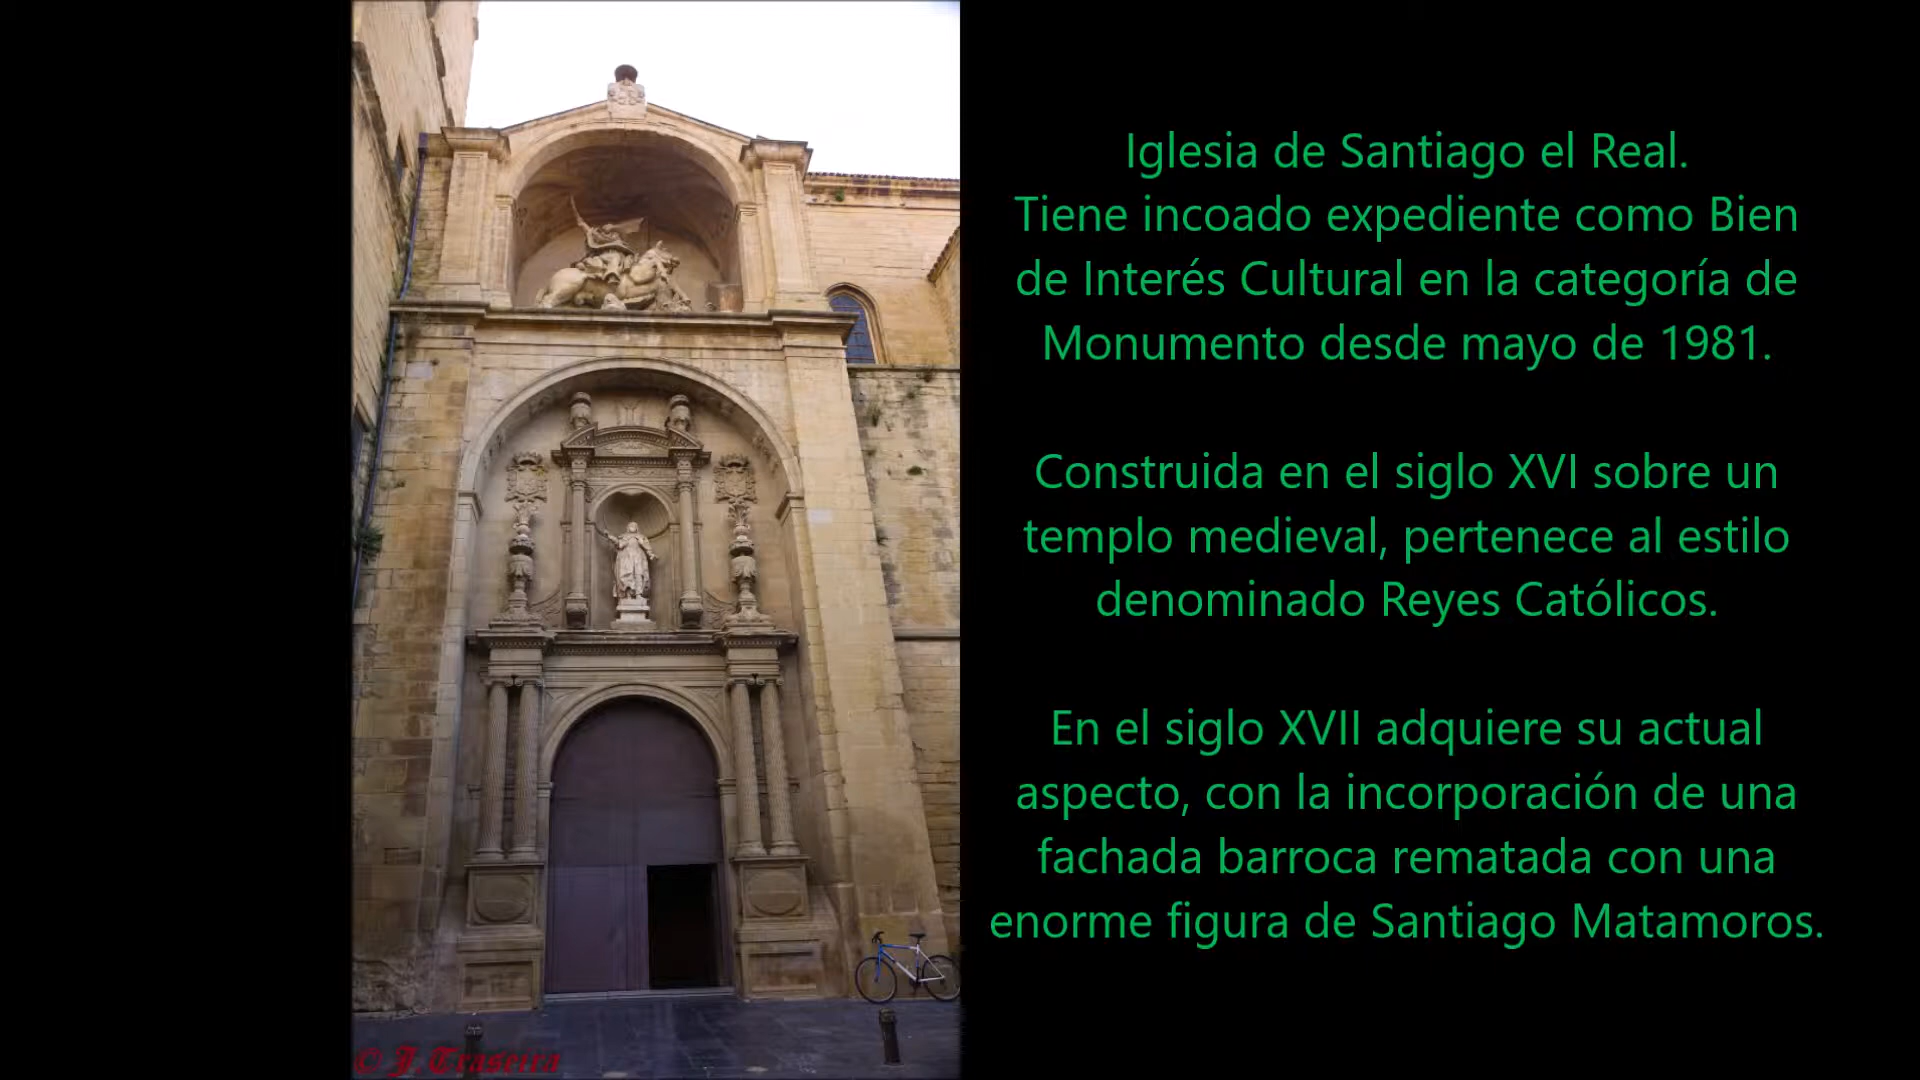 Iglesia de Santiago el Real.
Tiene incoado expediente como Bien
de Interés Cultural en la categoría de
Monumento desde mayo de 1981.
Construida en el siglo XVI sobre un
templo medieval, pertenece al estilo
denominado Reyes Católicos.
En el siglo XVII adquiere su actual
aspecto, con la incorporación de una
fachada barroca rematada con una
enorme figura de Santiago Matamoros.
© J. Traseira